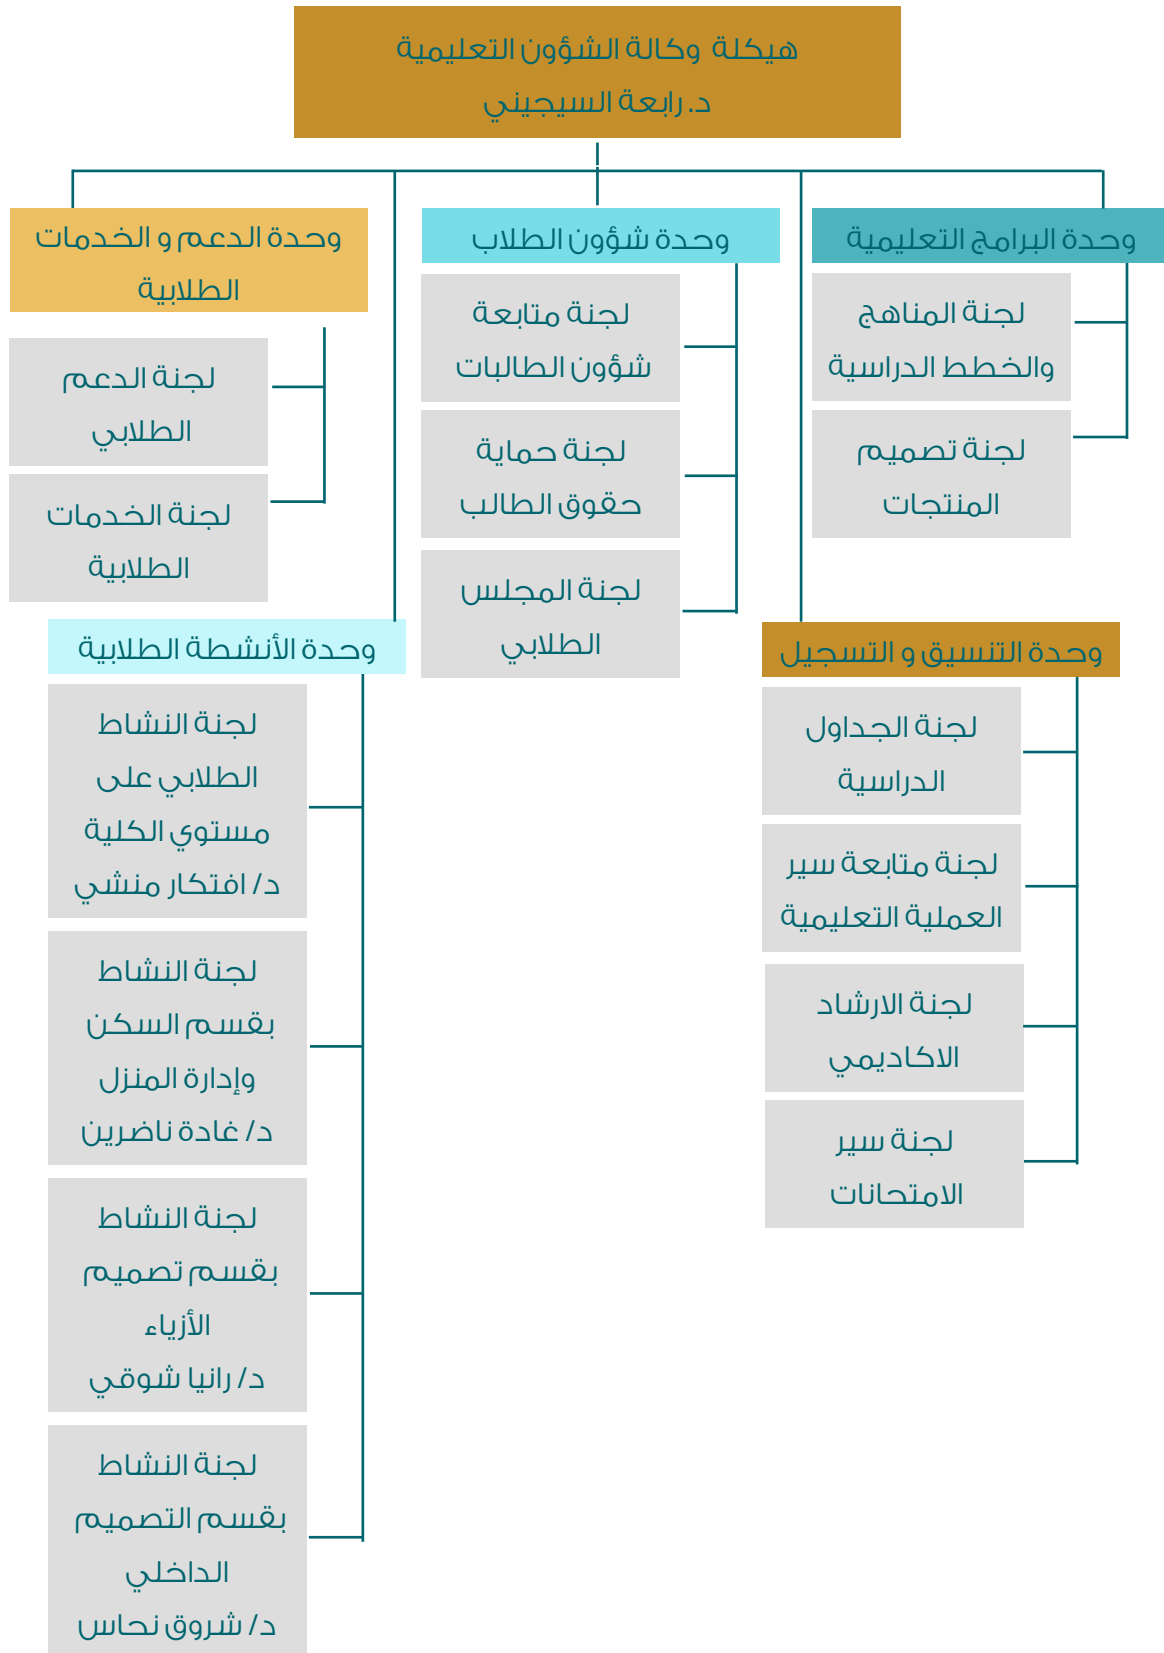 هيكلة وكالة الشؤون التعليمية
د. رابعة السيجيني
وحدة البرامج التعليمية
لجنة المناهج
والخطط الدراسية
لجنة تصميم
المنتجات
وحدة شؤون الطلاب
لجنة متابعة
شؤون الطالبات
لجنة حماية
حقوق الطالب
لجنة المجلس
الطلابي
وحدة الدعم و الخدمات
الطلابية
لجنة الدعم
الطلابي
لجنة الخدمات
الطلابية
وحدة التنسيق و التسجيل
لجنة الجداول
الدراسية
لجنة متابعة سير
العملية التعليمية
لجنة الارشاد
الاكاديمي
لجنة سير
الامتحانات
وحدة الأنشطة الطلابية
لجنة النشاط
الطلابي على
مستوي الكلية
د/ افتكار منشي
لجنة النشاط
بقسم السكن
وإدارة المنزل
د/ غادة ناضرين
لجنة النشاط
بقسم تصميم
الأزياء
د/ رانيا شوقي
لجنة النشاط
بقسم التصميم
الداخلي
د/ شروق نحاس